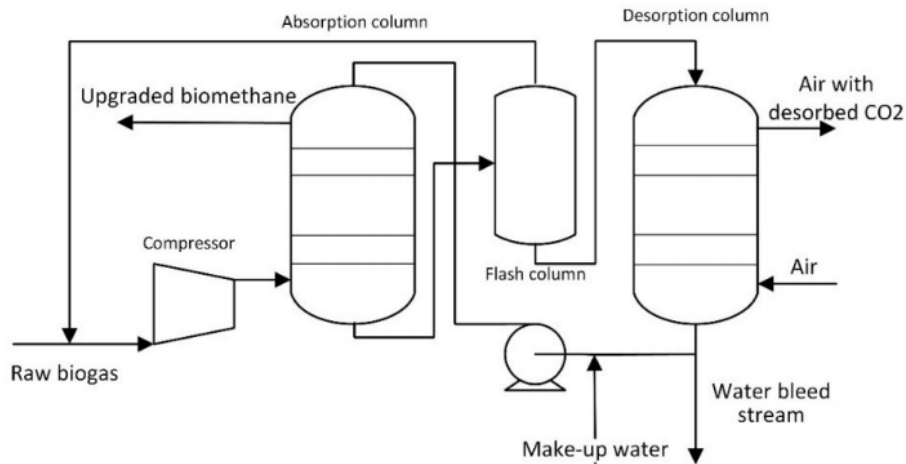 Absorption column
Desorption column
Upgraded biomethane
Air with
desorbed CO2
Compressor
Flash column
Air
Raw biogas
Water bleed
stream
Make-up water